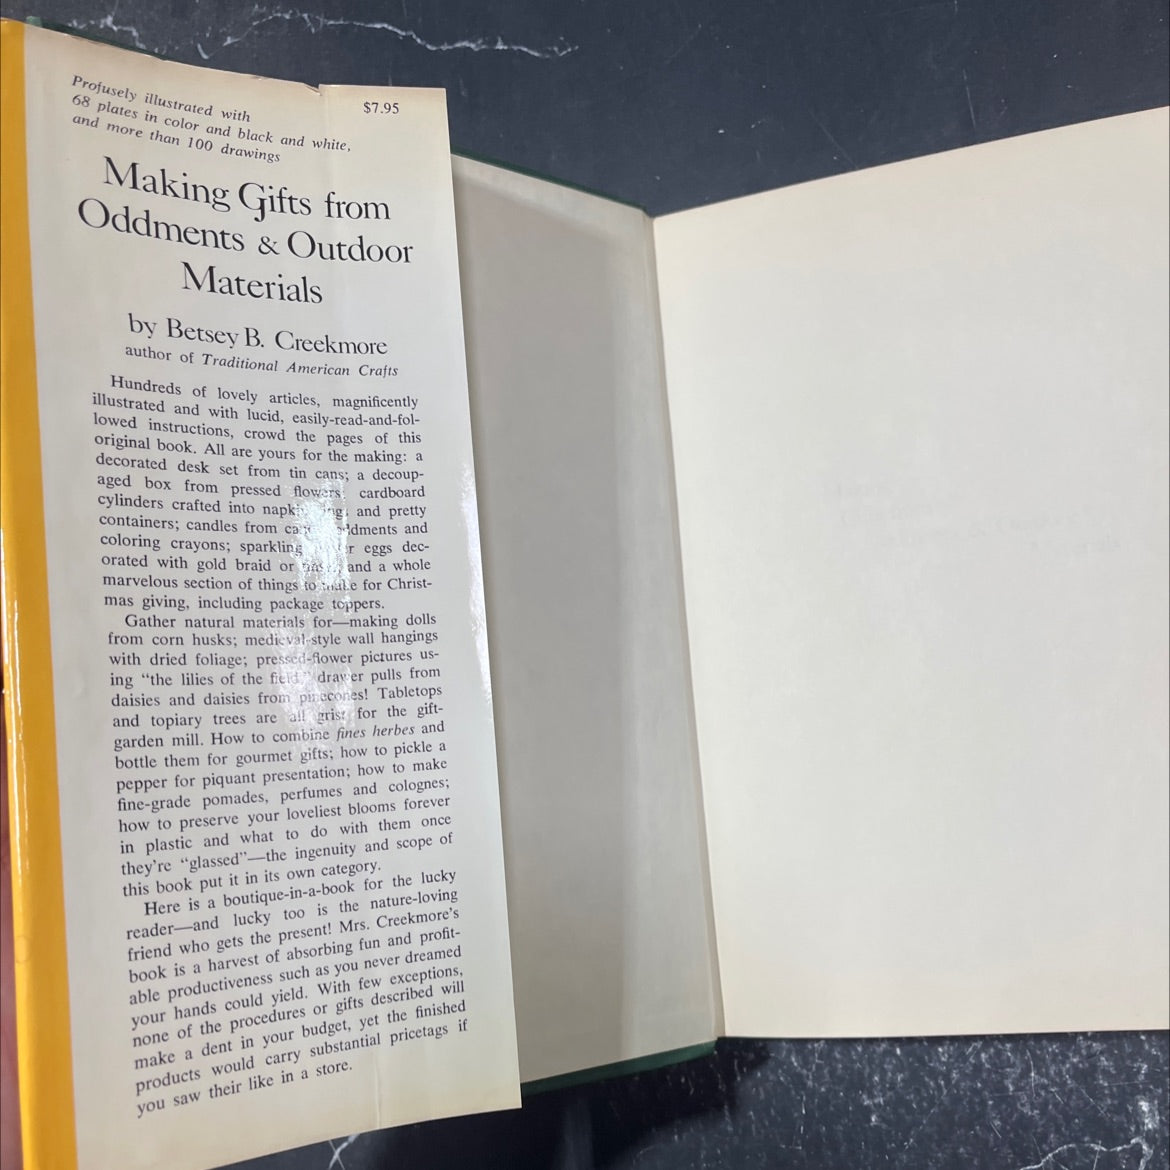 Profusely illustrated with
68 plates in color and black and white,
and more than 100 drawings
$7.95
Making Gifts from
Oddments & Outdoor
Materials
by Betsey B. Creekmore
author of Traditional American Crafts
Hundreds of lovely articles, magnificently
illustrated and with lucid, easily-read-and-fol-
lowed instructions, crowd the pages of this
original book. All are yours for the making: a
decorated desk set from tin cans; a decoup-
aged box from pressed flowers; cardboard
cylinders crafted into and pretty
containers; candles from oddments and
coloring crayons; sparkling eggs dec-
orated with gold braid or and a whole
marvelous section of things to make for Christ-
mas giving, including package toppers.
Gather natural materials for—making dolls
from corn husks; medieval-style wall hangings
with dried foliage; pressed-flower pictures us-
ing “the lilies of the field;” drawer pulls from
daisies and daisies from pinecones! Tabletops
and topiary trees are all grist for the gift-
garden mill. How to combine fines herbes and
bottle them for gourmet gifts; how to pickle a
pepper for piquant presentation; how to make
fine-grade pomades, perfumes and colognes;
how to preserve your loveliest blooms forever
in plastic and what to do with them once
they’re “glassed”—the ingenuity and scope of
this book put it in its own category.
Here is a boutique-in-a-book for the lucky
reader—and lucky too is the nature-loving
friend who gets the present! Mrs. Creekmore’s
book is a harvest of absorbing fun and profit-
able productiveness such as you never dreamed
your hands could yield. With few exceptions,
none of the procedures or gifts described will
make a dent in your budget, yet the finished
products would carry substantial pricetags if
you saw their like in a store.